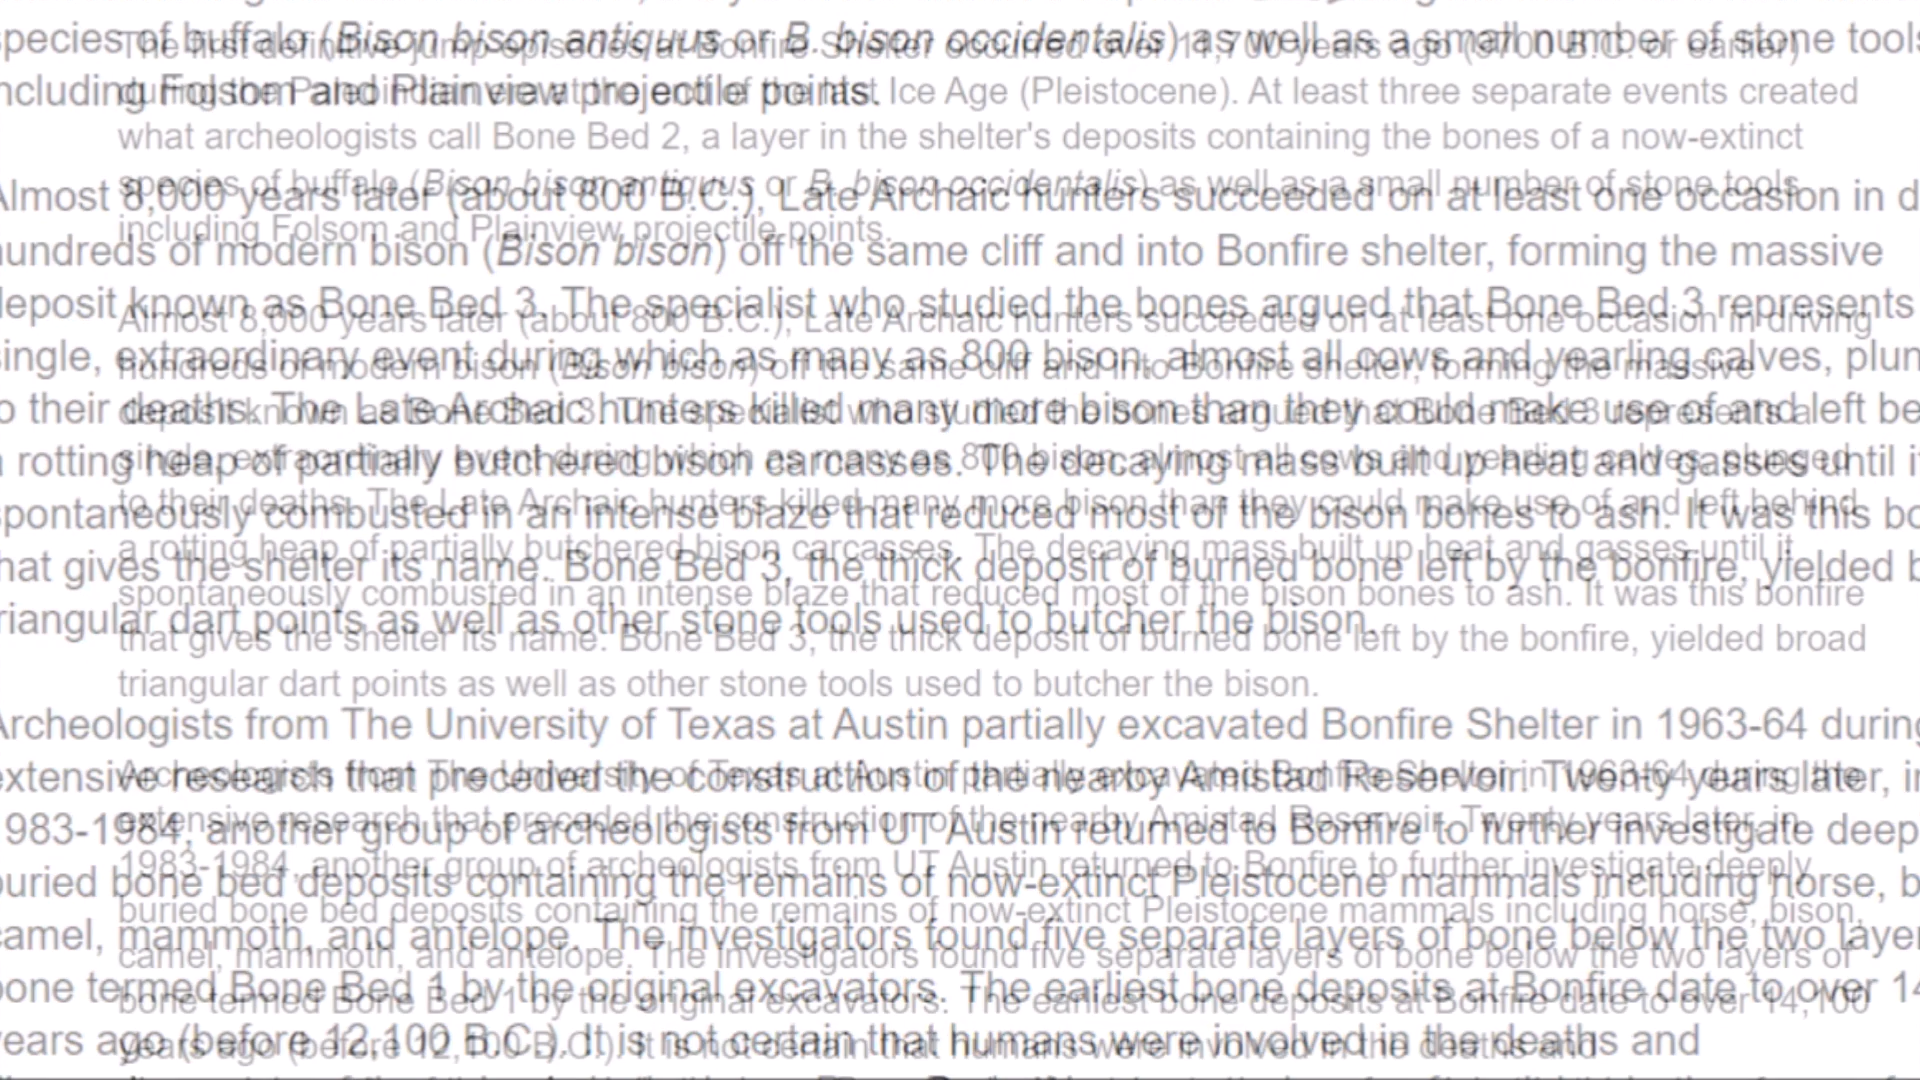 The first definitive jump episodes at Bonfire Shelter occurred over 11,700 years ago (9700 B.C. or earlier)
during the Paleoindian era at the end of the last Ice Age (Pleistocene). At least three separate events created
what archeologists call Bone Bed 2, a layer in the shelter's deposits containing the bones of a now-extinct
species of buffalo (Bison bison antiquus or B. bison occidentalis) as well as a small number of stone tools
including Folsom and Plainview projectile points.
Almost 8,000 years later (about 800 B.C.), Late Archaic hunters succeeded on at least one occasion in driving
hundreds of modern bison (Bison bison) off the same cliff and into Bonfire shelter, forming the massive
deposit known as Bone Bed 3. The specialist who studied the bones argued that Bone Bed 3 represents a
single, extraordinary event during which as many as 800 bison, almost all cows and yearling calves, plunged
to their deaths. The Late Archaic hunters killed many more bison than they could make use of and left behind
a rotting heap of partially butchered bison carcasses. The decaying mass built up heat and gasses until it
spontaneously combusted in an intense blaze that reduced most of the bison bones to ash. It was this bonfire
that gives the shelter its name. Bone Bed 3, the thick deposit of burned bone left by the bonfire, yielded broad
triangular dart points as well as other stone tools used to butcher the bison.
Archeologists from The University of Texas at Austin partially excavated Bonfire Shelter in 1963-64 during the
extensive research that preceded the construction of the nearby Amistad Reservoir. Twenty years later, in
1983-1984, another group of archeologists from UT Austin returned to Bonfire to further investigate deeply
buried bone bed deposits containing the remains of now-extinct Pleistocene mammals including horse, bison,
camel, mammoth, and antelope. The investigators found five separate layers of bone below the two layers of
bone termed Bone Bed 1 by the original excavators. The earliest bone deposits at Bonfire date to over 14,100
years ago (before 12,100 B.C.). It is not certain that humans were involved in the deaths and